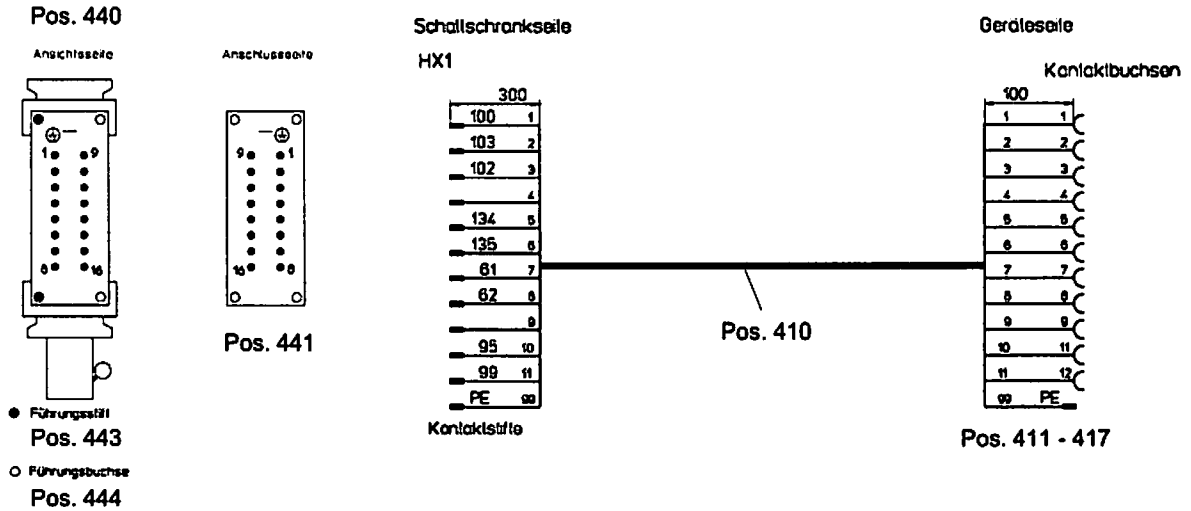 Pos. 440
Ansichtsseite
1 9
8 16
Führungsstift
Pos. 443
Führungsbuchse
Pos. 444
Anschlussseite
9 1
16 8
Pos. 441
Schaltschrankseite
HX1
300
100 1
103 2
102 3
4
134 5
135 6
61 7
62 8
9
95 10
99 11
PE 99
Kontaktstifte
Pos. 410
Geräteseite
Kontaktbuchsen
100
1 1
2 2
3 3
4 4
5 5
6 6
7 7
8 8
9 9
10 11
11 12
99 PE
Pos. 411 - 417